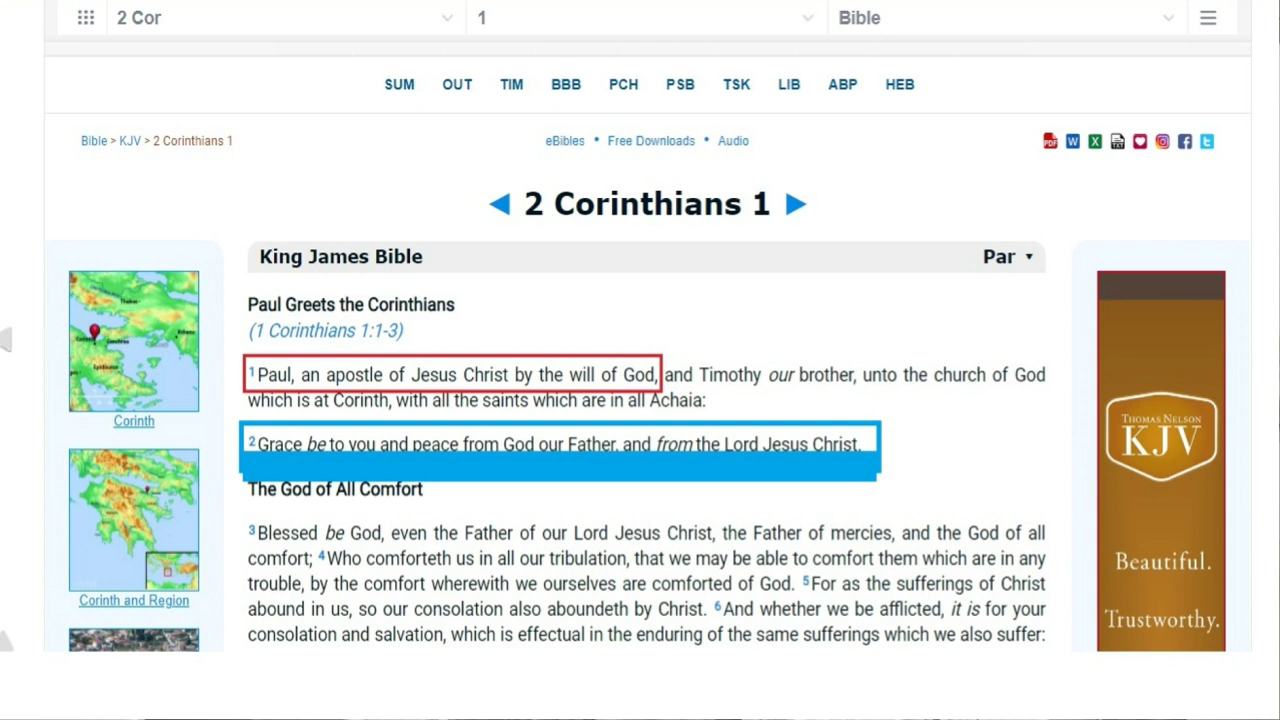 2 Cor 1 Bible
SUM OUT TIM BBB PCH PSB TSK LIB ABP HEB
Bible > KJV > 2 Corinthians 1 eBibles • Free Downloads • Audio
◄ 2 Corinthians 1 ►
King James Bible Par ▼
Paul Greets the Corinthians
(1 Corinthians 1:1-3)
1Paul, an apostle of Jesus Christ by the will of God, and Timothy our brother, unto the church of God
which is at Corinth, with all the saints which are in all Achaia:
2Grace be to you and peace from God our Father, and from the Lord Jesus Christ.
The God of All Comfort
3Blessed be God, even the Father of our Lord Jesus Christ, the Father of mercies, and the God of all
comfort; 4Who comforteth us in all our tribulation, that we may be able to comfort them which are in any
trouble, by the comfort wherewith we ourselves are comforted of God. 5For as the sufferings of Christ
abound in us, so our consolation also aboundeth by Christ. 6And whether we be afflicted, it is for your
consolation and salvation, which is effectual in the enduring of the same sufferings which we also suffer:
Corinth
Corinth and Region
THOMAS NELSON
KJV
Beautiful.
Trustworthy.